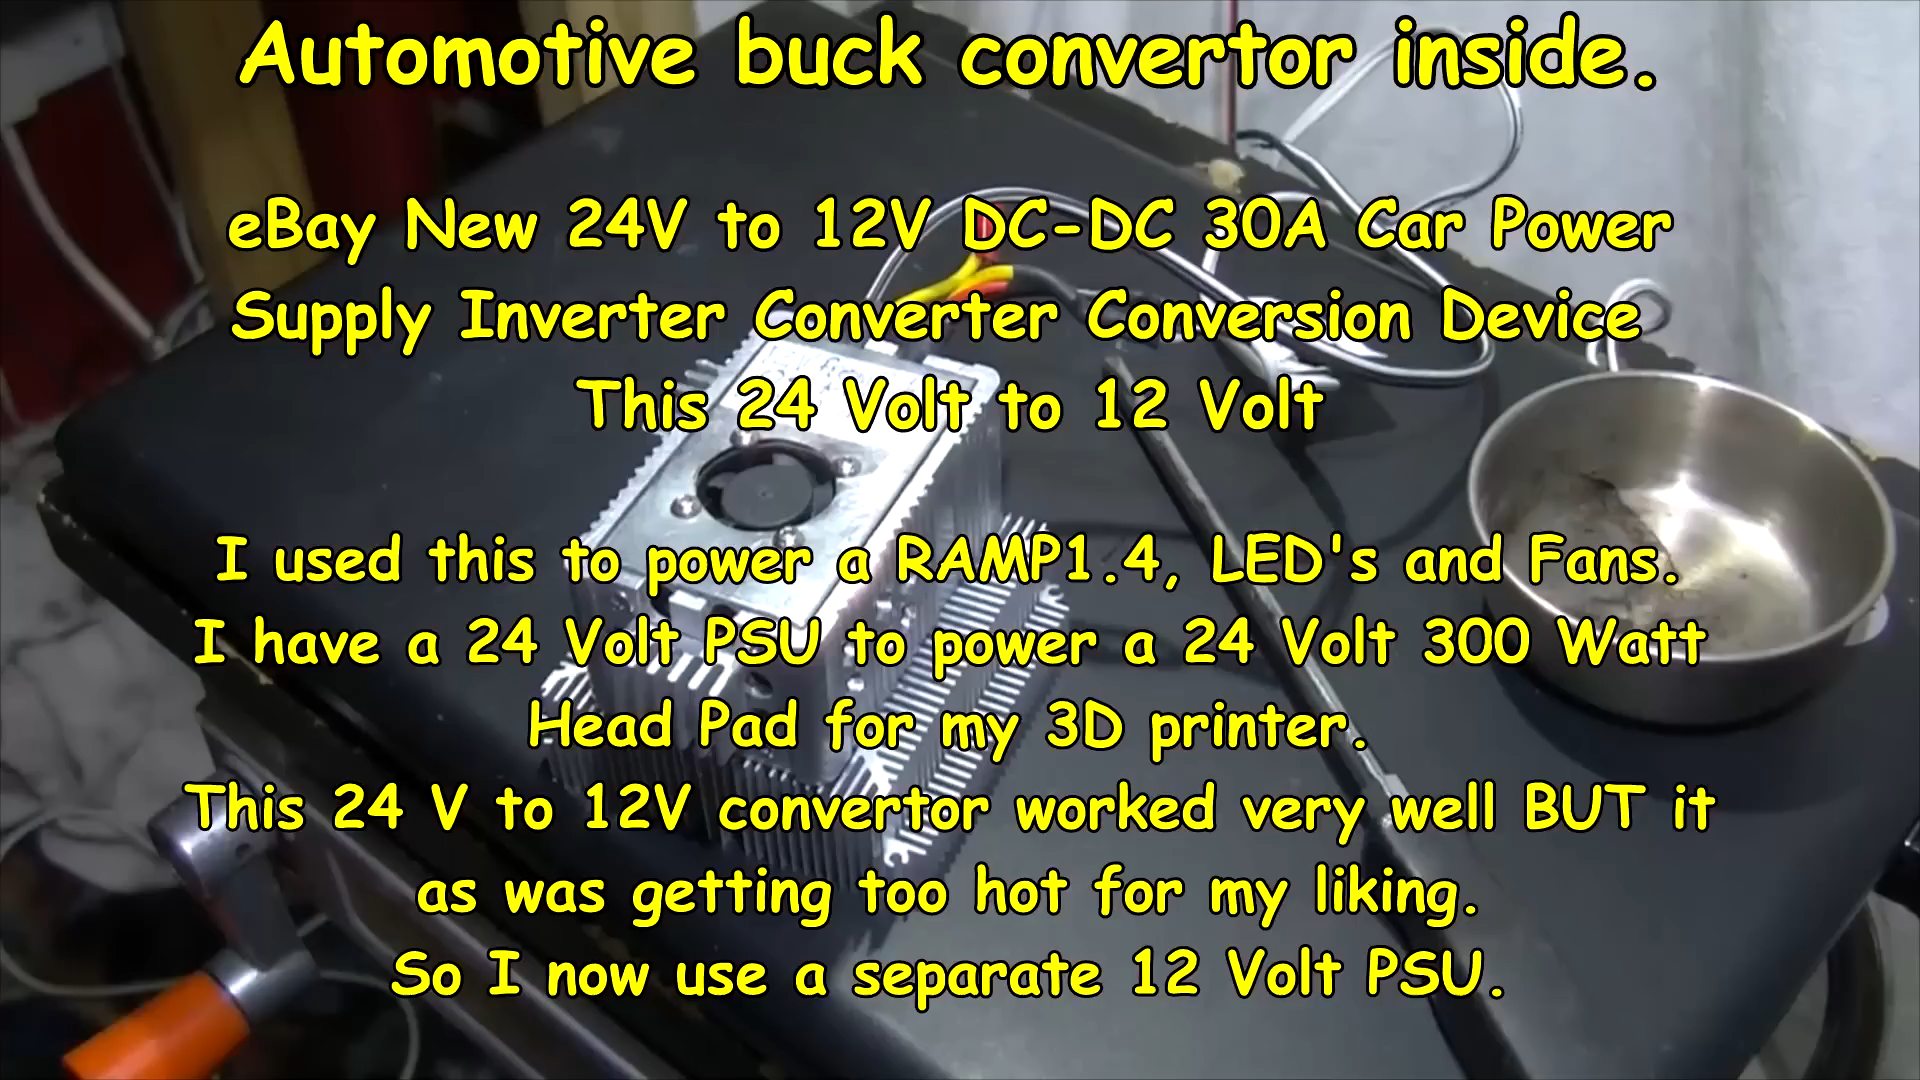 Automotive buck convertor inside.
eBay New 24V to 12V DC-DC 30A Car Power
Supply Inverter Converter Conversion Device
This 24 Volt to 12 Volt
I used this to power a RAMP1.4, LED's and Fans.
I have a 24 Volt PSU to power a 24 Volt 300 Watt
Head Pad for my 3D printer.
This 24 V to 12V convertor worked very well BUT it
as was getting too hot for my liking.
So I now use a separate 12 Volt PSU.